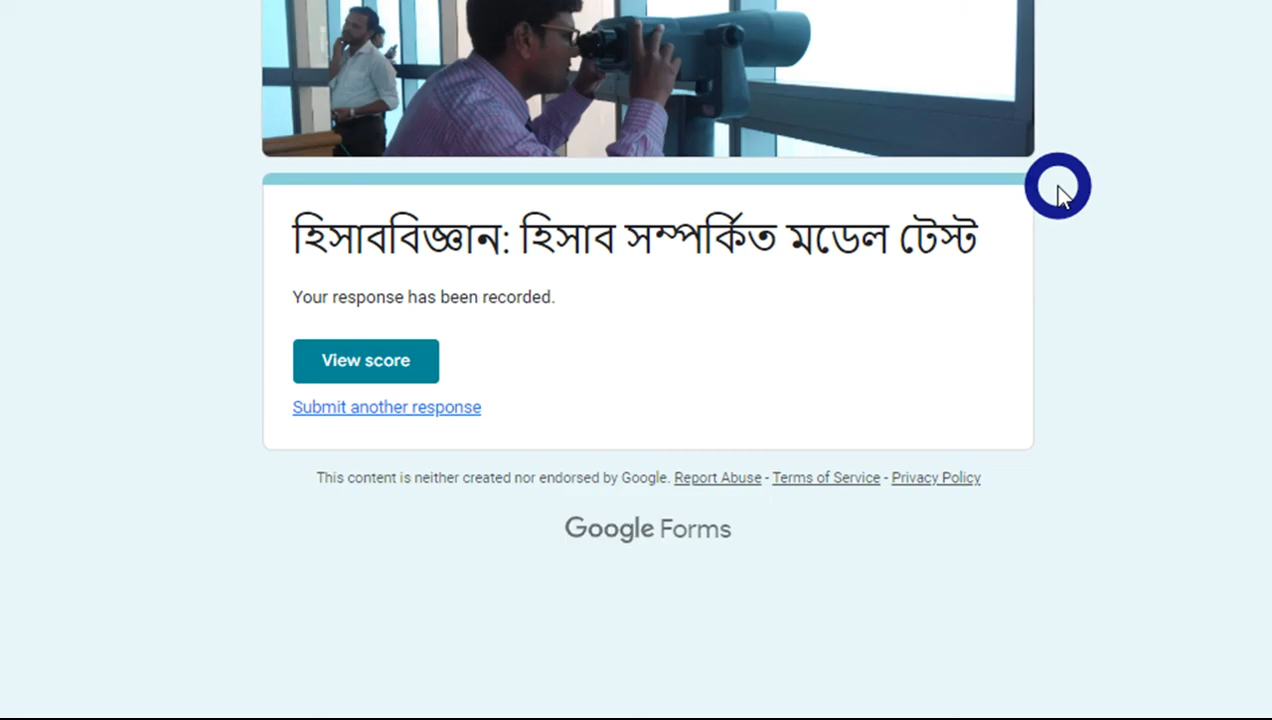 হিসাববিজ্ঞান: হিসাব সম্পর্কিত মডেল টেস্ট
Your response has been recorded.
View score
Submit another response
This content is neither created nor endorsed by Google. Report Abuse - Terms of Service - Privacy Policy
Google Forms